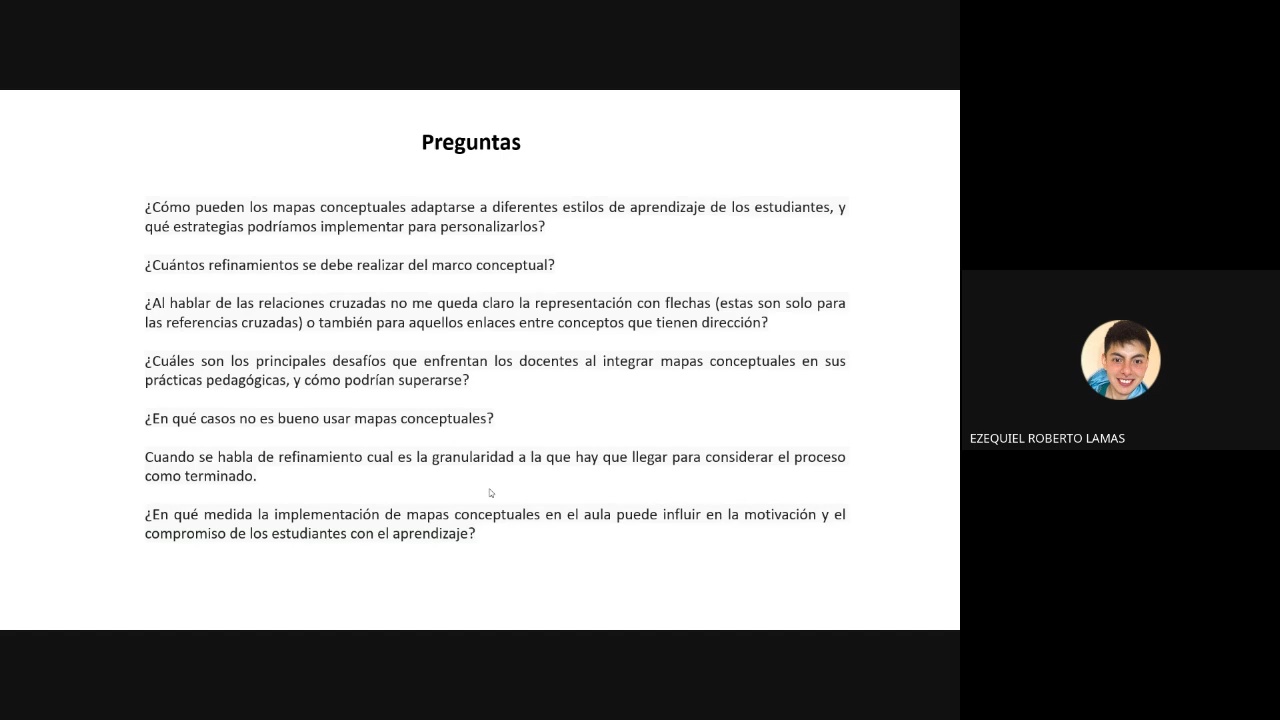 Preguntas
¿Cómo pueden los mapas conceptuales adaptarse a diferentes estilos de aprendizaje de los estudiantes, y
qué estrategias podríamos implementar para personalizarlos?
¿Cuántos refinamientos se debe realizar del marco conceptual?
¿Al hablar de las relaciones cruzadas no me queda claro la representación con flechas (estas son solo para
las referencias cruzadas) o también para aquellos enlaces entre conceptos que tienen dirección?
¿Cuáles son los principales desafíos que enfrentan los docentes al integrar mapas conceptuales en sus
prácticas pedagógicas, y cómo podrían superarse?
¿En qué casos no es bueno usar mapas conceptuales?
Cuando se habla de refinamiento cual es la granularidad a la que hay que llegar para considerar el proceso
como terminado.
¿En qué medida la implementación de mapas conceptuales en el aula puede influir en la motivación y el
compromiso de los estudiantes con el aprendizaje?
EZEQUIEL ROBERTO LAMAS